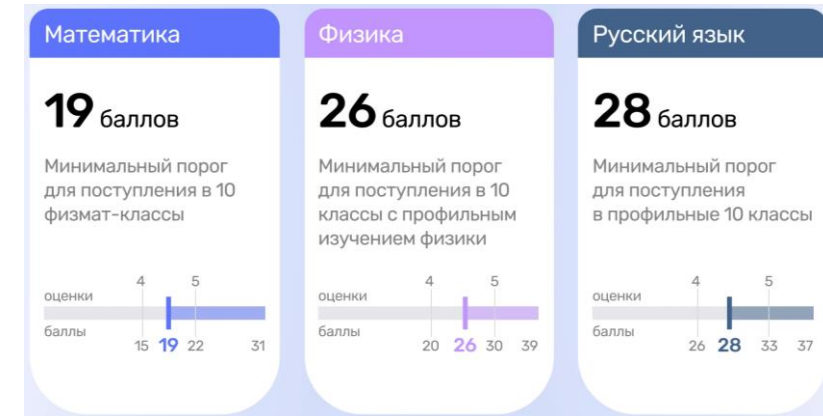 Математика
19 баллов
Минимальный порог
для поступления в 10
физмат-классы
4 5
оценки
баллы
15 19 22 31
Физика
26 баллов
Минимальный порог
для поступления в 10
классы с профильным
изучением физики
4 5
оценки
баллы
20 26 30 39
Русский язык
28 баллов
Минимальный порог
для поступления
в профильные 10 классы
4 5
оценки
баллы
26 28 33 37